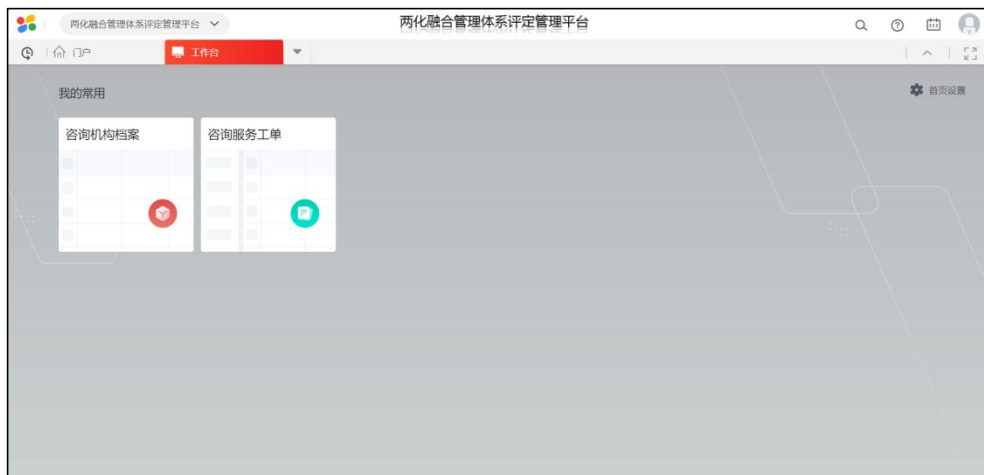 两化融合管理体系评定管理平台
两化融合管理体系评定管理平台
门户
工作台
我的常用
首页设置
咨询机构档案
咨询服务工单